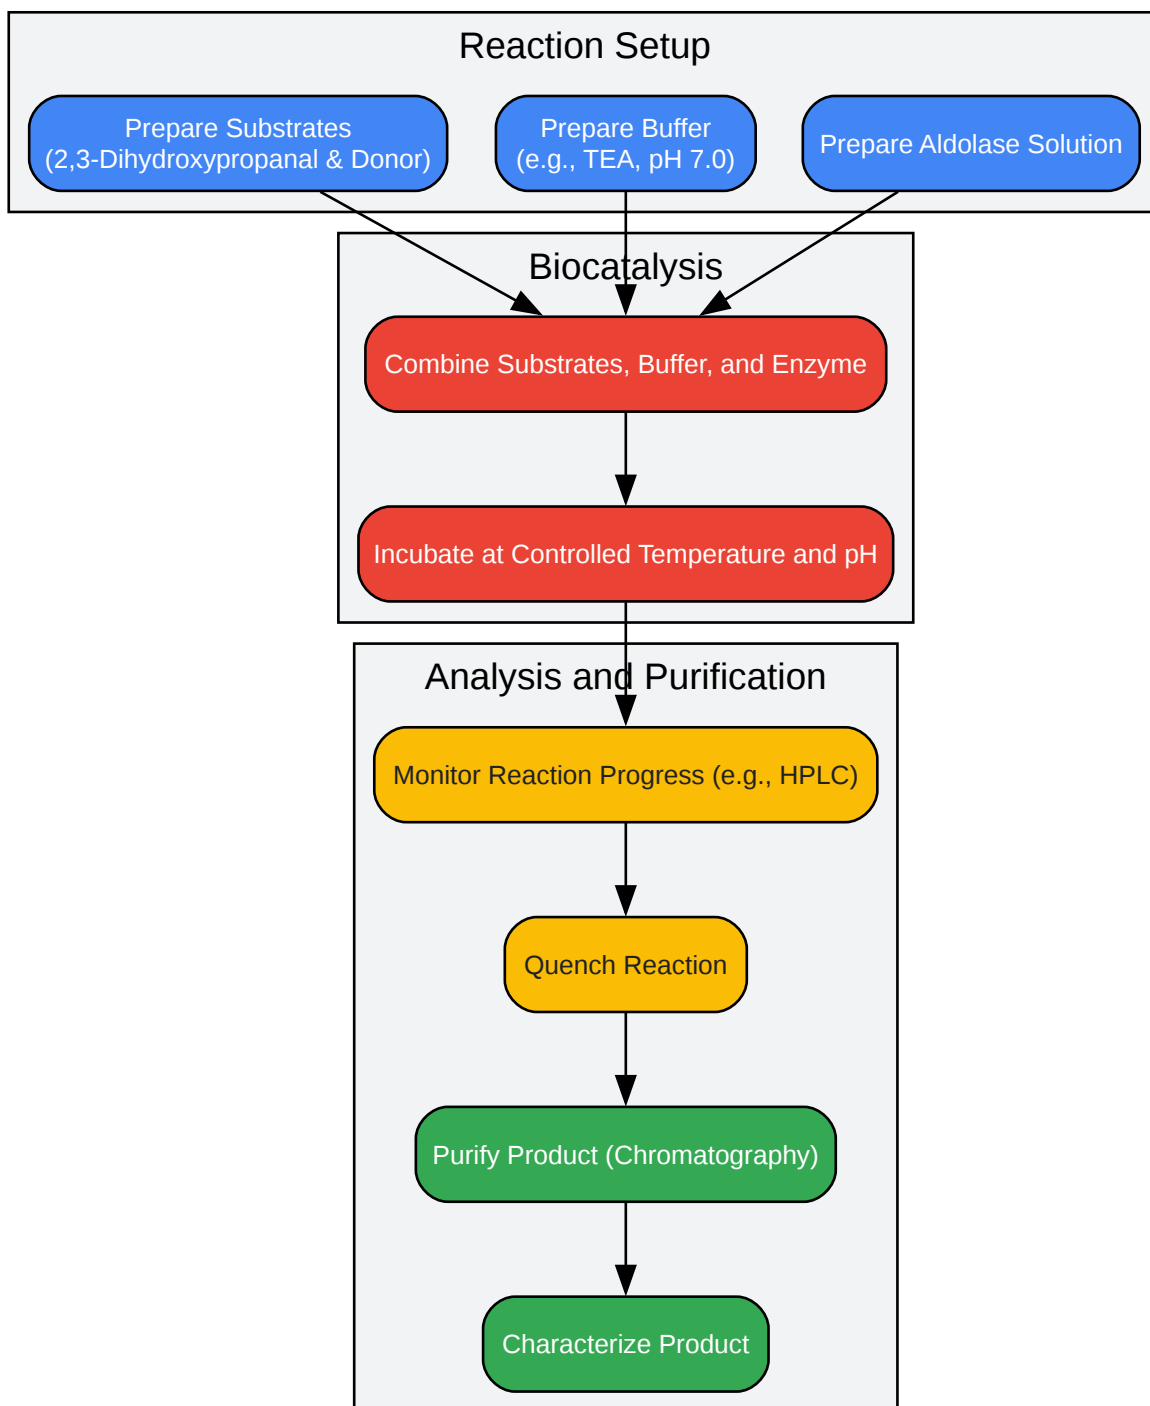 Reaction Setup
Prepare Substrates
(2,3-Dihydroxypropanal & Donor)
Prepare Buffer
(e.g., TEA, pH 7.0)
Prepare Aldolase Solution
Biocatalysis
Combine Substrates, Buffer, and Enzyme
Incubate at Controlled Temperature and pH
Analysis and Purification
Monitor Reaction Progress (e.g., HPLC)
Quench Reaction
Purify Product (Chromatography)
Characterize Product